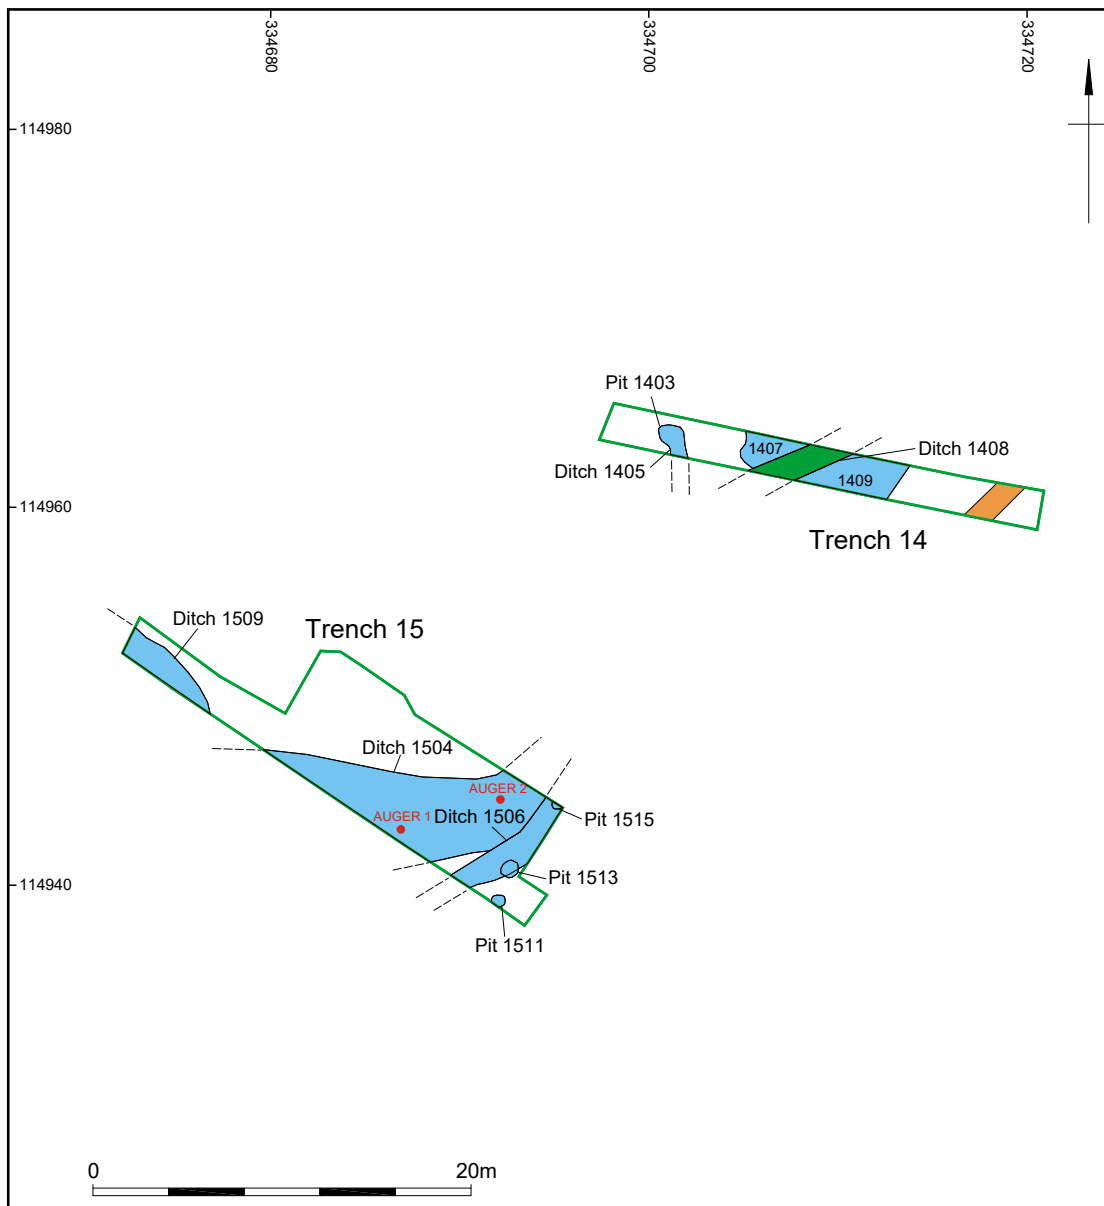 334680
334700
334720
114980
Pit 1403
1407
Ditch 1408
Ditch 1405
1409
114960
Trench 14
Ditch 1509
Trench 15
Ditch 1504
AUGER 2
AUGER 1
Ditch 1506
Pit 1515
114940
Pit 1513
Pit 1511
0
20m